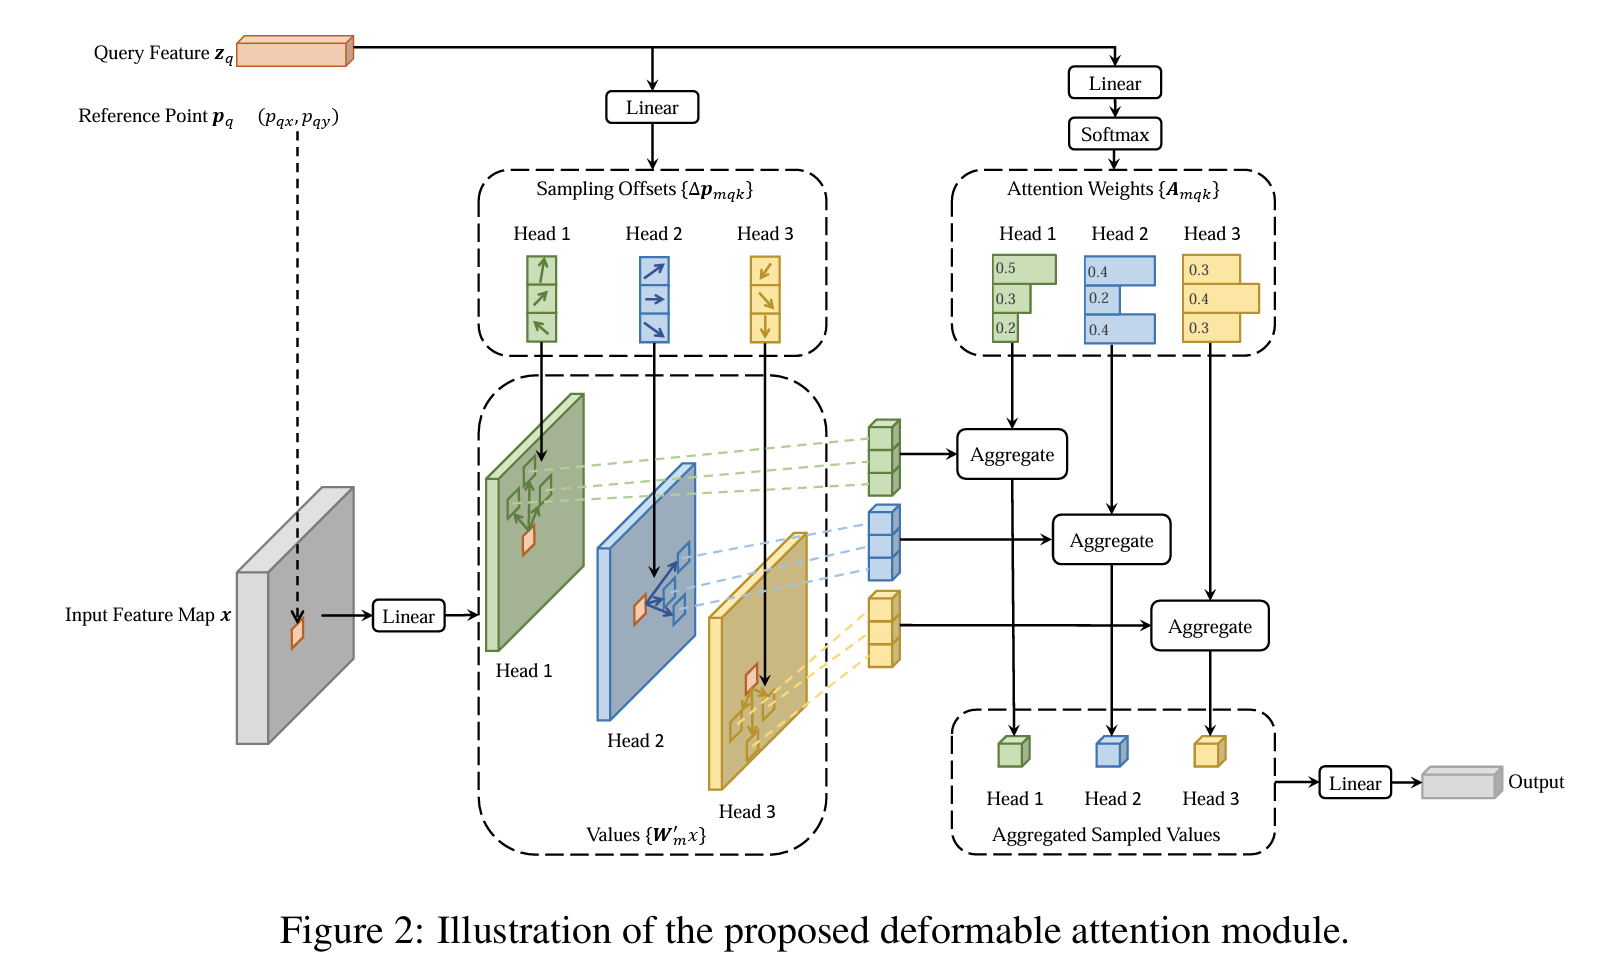 Query Feature z_q
Reference Point p_q (p_qx, p_qy)
Linear
Linear
Softmax
Sampling Offsets {Δp_mqk}
Head 1 Head 2 Head 3
Attention Weights {A_mqk}
Head 1 Head 2 Head 3
0.5 0.4 0.3
0.3 0.2 0.4
0.2 0.4 0.3
Aggregate
Aggregate
Aggregate
Input Feature Map x
Linear
Head 1
Head 2
Head 3
Values {W′_m x}
Head 1 Head 2 Head 3
Aggregated Sampled Values
Linear
Output
Figure 2: Illustration of the proposed deformable attention module.